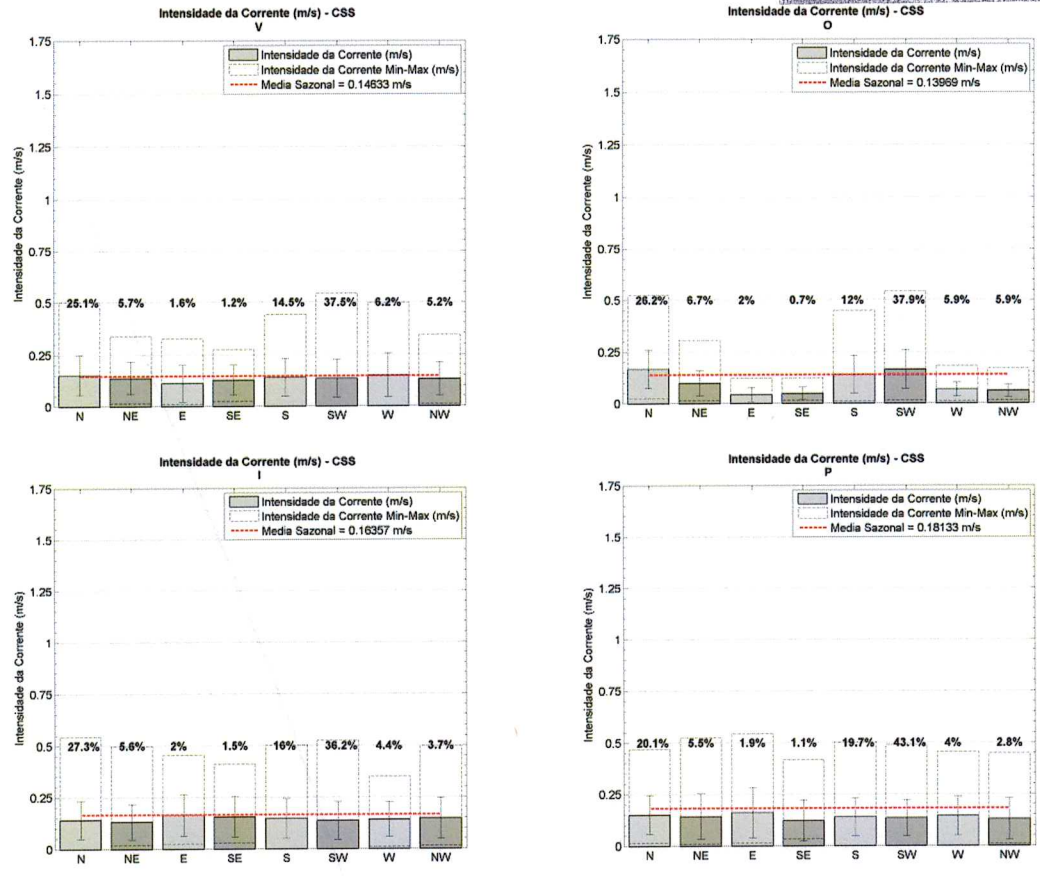 Intensidade da Corrente (m/s) - CSS
V
1.75
1.5
1.25
1
0.75
0.5
0.25
0
Intensidade da Corrente (m/s)
Intensidade da Corrente (m/s)
Intensidade da Corrente Min-Max (m/s)
Media Sazonal = 0.14633 m/s
25.1% 5.7% 1.6% 1.2% 14.5% 37.5% 6.2% 5.2%
N NE E SE S SW W NW
Intensidade da Corrente (m/s) - CSS
O
1.75
1.5
1.25
1
0.75
0.5
0.25
0
Intensidade da Corrente (m/s)
Intensidade da Corrente (m/s)
Intensidade da Corrente Min-Max (m/s)
Media Sazonal = 0.13969 m/s
26.2% 6.7% 2% 0.7% 12% 37.9% 5.9% 5.9%
N NE E SE S SW W NW
Intensidade da Corrente (m/s) - CSS
I
1.75
1.5
1.25
1
0.75
0.5
0.25
0
Intensidade da Corrente (m/s)
Intensidade da Corrente (m/s)
Intensidade da Corrente Min-Max (m/s)
Media Sazonal = 0.16357 m/s
27.3% 5.6% 2% 1.5% 16% 36.2% 4.4% 3.7%
N NE E SE S SW W NW
Intensidade da Corrente (m/s) - CSS
P
1.75
1.5
1.25
1
0.75
0.5
0.25
0
Intensidade da Corrente (m/s)
Intensidade da Corrente (m/s)
Intensidade da Corrente Min-Max (m/s)
Media Sazonal = 0.18133 m/s
20.1% 5.5% 1.9% 1.1% 19.7% 43.1% 4% 2.8%
N NE E SE S SW W NW